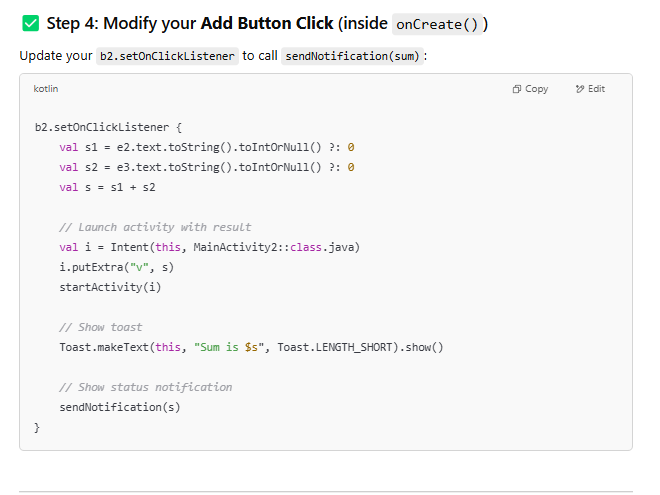 ✅ Step 4: Modify your Add Button Click (inside onCreate())
Update your b2.setOnClickListener to call sendNotification(sum):
kotlin Copy Edit
b2.setOnClickListener {
    val s1 = e2.text.toString().toIntOrNull() ?: 0
    val s2 = e3.text.toString().toIntOrNull() ?: 0
    val s = s1 + s2
    // Launch activity with result
    val i = Intent(this, MainActivity2::class.java)
    i.putExtra("v", s)
    startActivity(i)
    // Show toast
    Toast.makeText(this, "Sum is $s", Toast.LENGTH_SHORT).show()
    // Show status notification
    sendNotification(s)
}